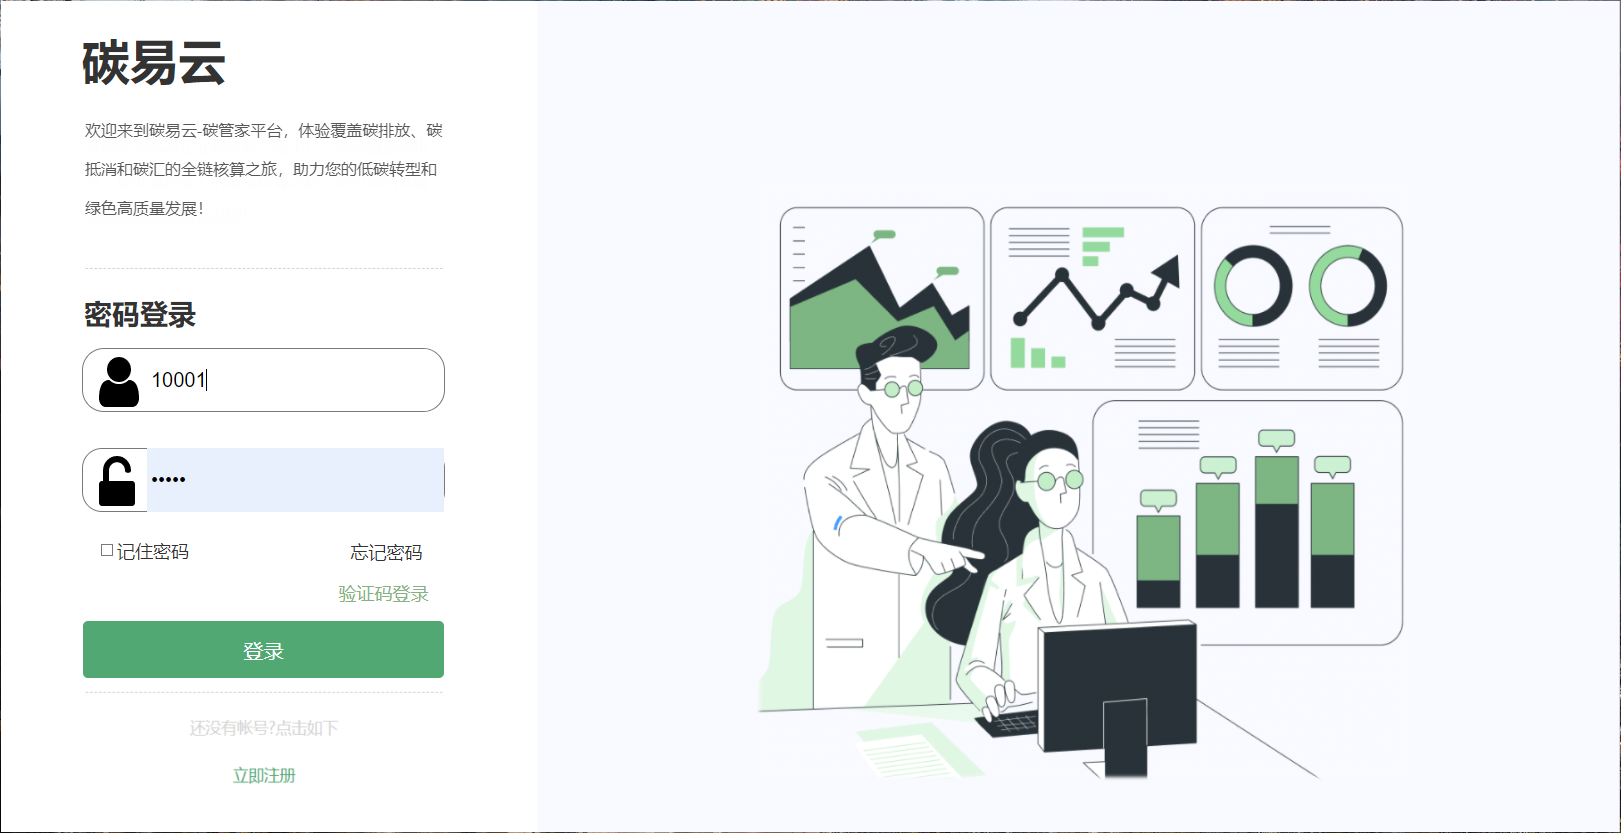 碳易云
欢迎来到碳易云-碳管家平台，体验覆盖碳排放、碳
抵消和碳汇的全链核算之旅，助力您的低碳转型和
绿色高质量发展！
密码登录
10001
•••••
记住密码
忘记密码
验证码登录
登录
还没有帐号?点击如下
立即注册